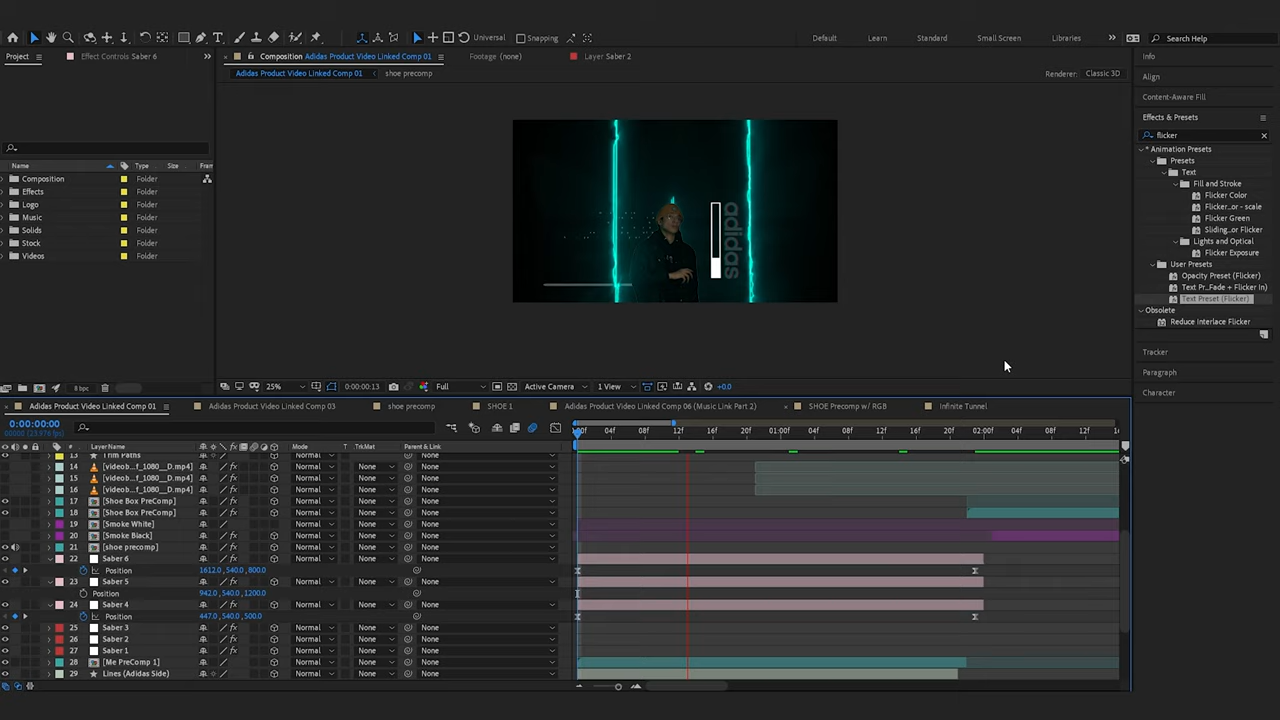 Universal
Snapping
Default
Learn
Standard
Small Screen
Libraries
Search Help
Project
Effect Controls Saber 6
Composition Adidas Product Video Linked Comp 01
Footage (none)
Layer Saber 2
Info
Adidas Product Video Linked Comp 01
shoe precomp
Renderer:
Classic 3D
Align
Content-Aware Fill
Effects & Presets
Flicker
* Animation Presets
Presets
Text
Fill and Stroke
Flicker Color
Flicker...or - scale
Flicker Green
Sliding...or Flicker
Lights and Optical
Flicker Exposure
User Presets
Opacity Preset (Flicker)
Text Pr...Fade + Flicker In)
Text Preset (Flicker)
Obsolete
Reduce Interlace Flicker
Tracker
Paragraph
Character
Name
Type
Size
Fram
Composition
Folder
Effects
Folder
Logo
Folder
Music
Folder
Solids
Folder
Stock
Folder
Videos
Folder
adidas
8 bpc
25%
0:00:00:13
Full
Active Camera
1 View
+0.0
Adidas Product Video Linked Comp 01
Adidas Product Video Linked Comp 03
shoe precomp
SHOE 1
Adidas Product Video Linked Comp 06 (Music Link Part 2)
SHOE Precomp w/ RGB
Infinite Tunnel
0:00:00:00
00000 (23.976 fps)
:00f 04f 08f 12f 16f 20f 01:00f 04f 08f 12f 16f 20f 02:00f 04f 08f 12f
# Layer Name Mode T TrkMat Parent & Link
13 Trim Paths Normal None None
14 [videob...f_1080__D.mp4] Normal None None
15 [videob...f_1080__D.mp4] Normal None None
16 [videob...f_1080__D.mp4] Normal None None
17 [Shoe Box PreComp] Normal None None
18 [Shoe Box PreComp] Normal None None
19 [Smoke White] Normal None None
20 [Smoke Black] Normal None None
21 [shoe precomp] Normal None None
22 Saber 6 Normal None None
Position 1612.0, 540.0, 800.0
23 Saber 5 Normal None None
Position 942.0, 540.0, 1200.0
24 Saber 4 Normal None None
Position 447.0, 540.0, 500.0
25 Saber 3 Normal None None
26 Saber 2 Normal None None
27 Saber 1 Normal None None
28 [Me PreComp 1] Normal None None
29 Lines (Adidas Side) Normal None None